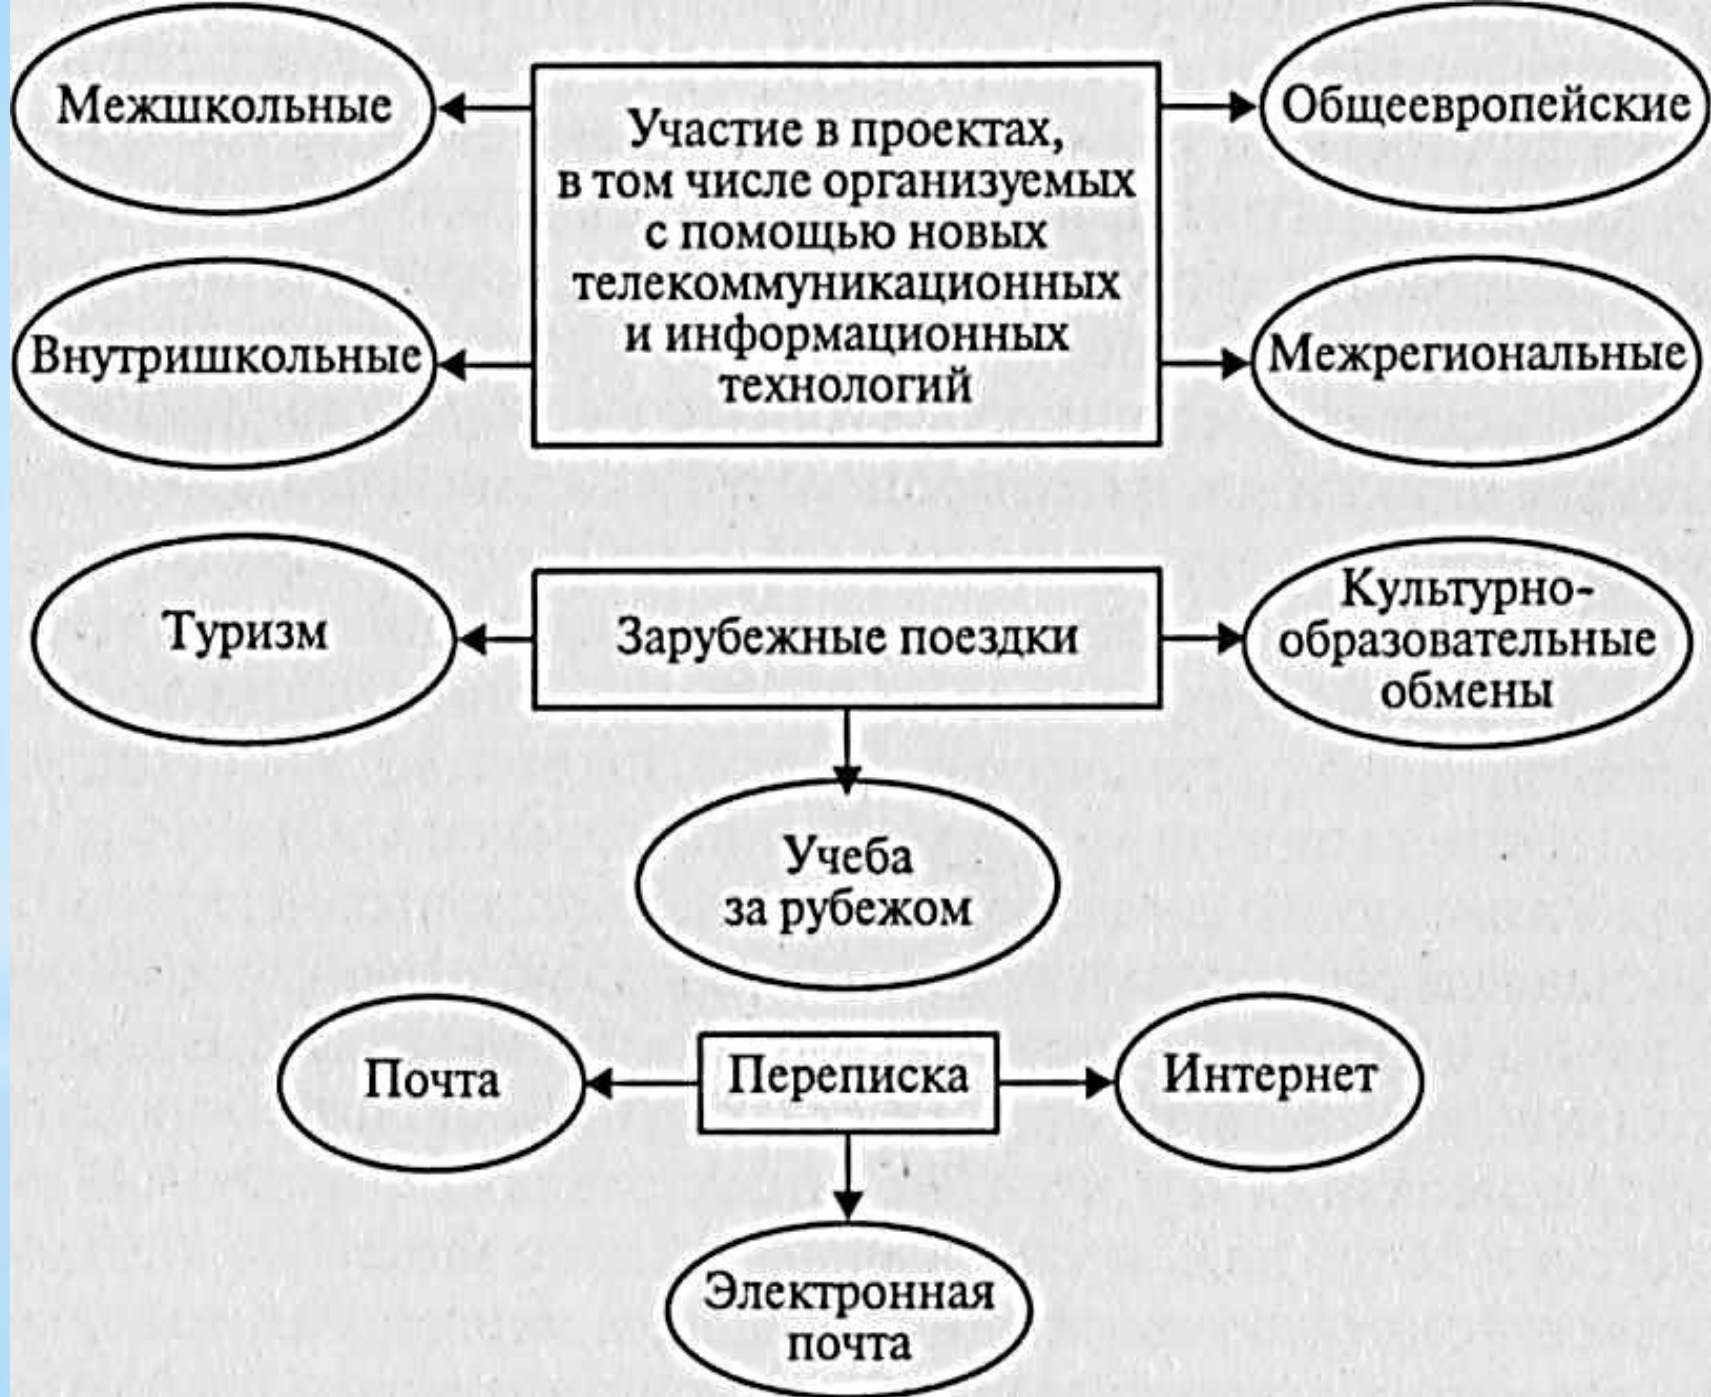 Межшкольные
Участие в проектах,
в том числе организуемых
с помощью новых
телекоммуникационных
и информационных
технологий
Общеевропейские
Внутришкольные
Межрегиональные
Туризм
Зарубежные поездки
Культурно-
образовательные
обмены
Учеба
за рубежом
Почта
Переписка
Интернет
Электронная
почта